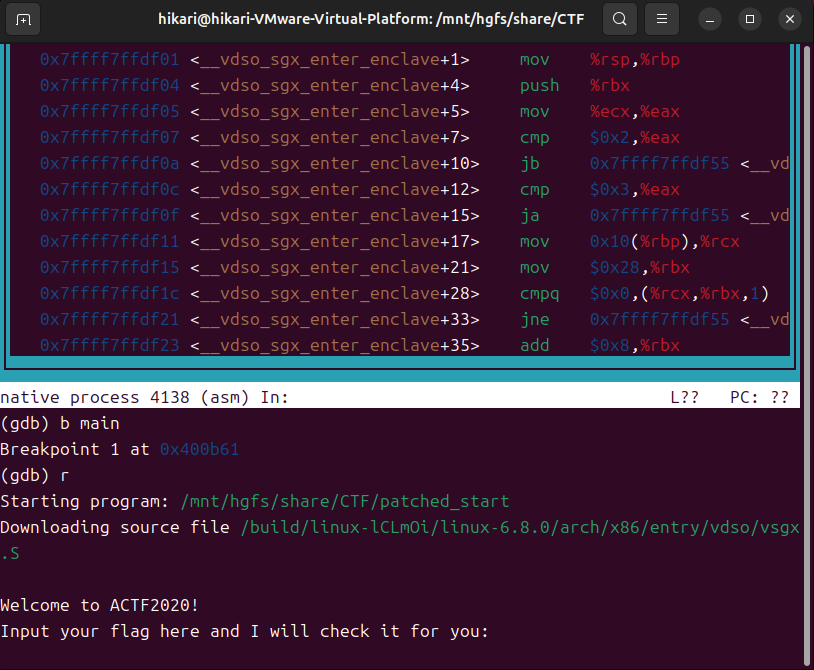 hikari@hikari-VMware-Virtual-Platform: /mnt/hgfs/share/CTF
0x7ffff7ffdf01 <__vdso_sgx_enter_enclave+1> mov %rsp,%rbp
0x7ffff7ffdf04 <__vdso_sgx_enter_enclave+4> push %rbx
0x7ffff7ffdf05 <__vdso_sgx_enter_enclave+5> mov %ecx,%eax
0x7ffff7ffdf07 <__vdso_sgx_enter_enclave+7> cmp $0x2,%eax
0x7ffff7ffdf0a <__vdso_sgx_enter_enclave+10> jb 0x7ffff7ffdf55 <__vd
0x7ffff7ffdf0c <__vdso_sgx_enter_enclave+12> cmp $0x3,%eax
0x7ffff7ffdf0f <__vdso_sgx_enter_enclave+15> ja 0x7ffff7ffdf55 <__vd
0x7ffff7ffdf11 <__vdso_sgx_enter_enclave+17> mov 0x10(%rbp),%rcx
0x7ffff7ffdf15 <__vdso_sgx_enter_enclave+21> mov $0x28,%rbx
0x7ffff7ffdf1c <__vdso_sgx_enter_enclave+28> cmpq $0x0,(%rcx,%rbx,1)
0x7ffff7ffdf21 <__vdso_sgx_enter_enclave+33> jne 0x7ffff7ffdf55 <__vd
0x7ffff7ffdf23 <__vdso_sgx_enter_enclave+35> add $0x8,%rbx
native process 4138 (asm) In: L?? PC: ??
(gdb) b main
Breakpoint 1 at 0x400b61
(gdb) r
Starting program: /mnt/hgfs/share/CTF/patched_start
Downloading source file /build/linux-lCLmOi/linux-6.8.0/arch/x86/entry/vdso/vsgx
.S
Welcome to ACTF2020!
Input your flag here and I will check it for you: